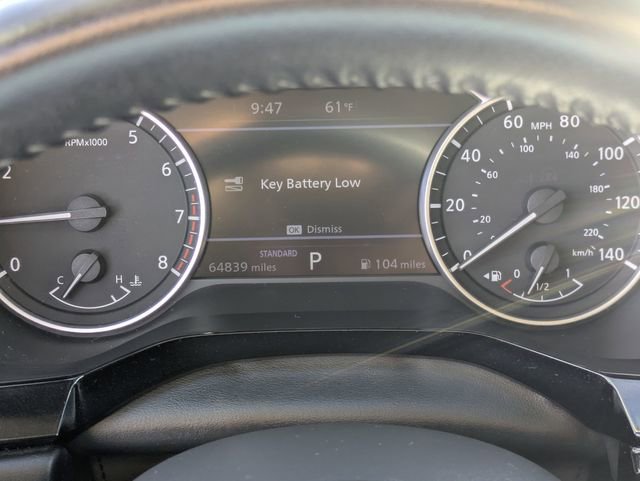 9:47 61°F
Key Battery Low
OK Dismiss
STANDARD
64839 miles P 104 miles
RPMx1000
0 2 5 6 7 8
C H
MPH
0 20 40 60 80 100 120 140
0 20 60 100 140 180 220 km/h
0 1/2 1